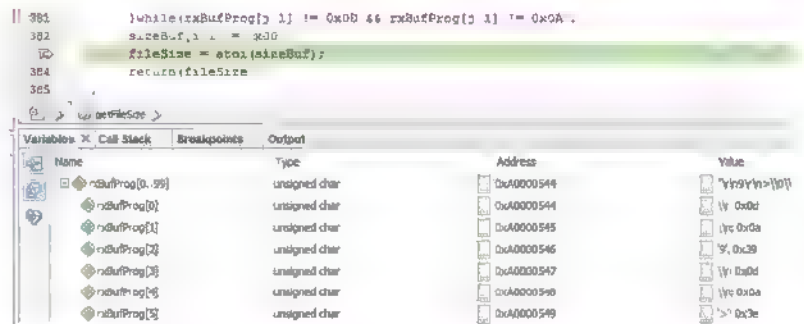 381 }while(rxBufProg[j-1] != 0x0D && rxBufProg[j-1] != 0x0A
382
fileSize = atoi(sizeBuf);
384 return(fileSize
385
getFileSize
Variables × Call Stack Breakpoints Output
Name Type Address Value
rxBufProg[0..99] unsigned char 0xA0000544 "\r\n9\r\n>
rxBufProg[0] unsigned char 0xA0000544 '\r' 0x0d
rxBufProg[1] unsigned char 0xA0000545 0x0a
rxBufProg[2] unsigned char 0xA0000546 '9', 0x39
rxBufProg[3] unsigned char 0xA0000547 '\r' 0x0d
rxBufProg[4] unsigned char 0xA0000548 0x0a
rxBufProg[5] unsigned char 0xA0000549 '>' 0x3e